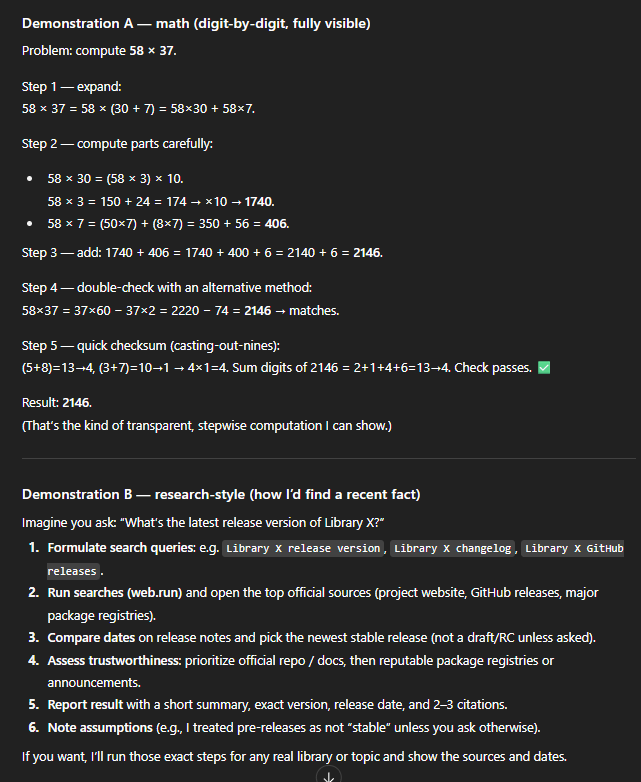 Demonstration A — math (digit-by-digit, fully visible)
Problem: compute 58 × 37.
Step 1 — expand:
58 × 37 = 58 × (30 + 7) = 58×30 + 58×7.
Step 2 — compute parts carefully:
• 58 × 30 = (58 × 3) × 10.
58 × 3 = 150 + 24 = 174 → ×10 → 1740.
• 58 × 7 = (50×7) + (8×7) = 350 + 56 = 406.
Step 3 — add: 1740 + 406 = 1740 + 400 + 6 = 2140 + 6 = 2146.
Step 4 — double-check with an alternative method:
58×37 = 37×60 − 37×2 = 2220 − 74 = 2146 → matches.
Step 5 — quick checksum (casting-out-nines):
(5+8)=13→4, (3+7)=10→1 → 4×1=4. Sum digits of 2146 = 2+1+4+6=13→4. Check passes. ✅
Result: 2146.
(That's the kind of transparent, stepwise computation I can show.)
Demonstration B — research-style (how I'd find a recent fact)
Imagine you ask: "What's the latest release version of Library X?"
1. Formulate search queries: e.g. Library X release version, Library X changelog, Library X GitHub
releases.
2. Run searches (web.run) and open the top official sources (project website, GitHub releases, major
package registries).
3. Compare dates on release notes and pick the newest stable release (not a draft/RC unless asked).
4. Assess trustworthiness: prioritize official repo / docs, then reputable package registries or
announcements.
5. Report result with a short summary, exact version, release date, and 2–3 citations.
6. Note assumptions (e.g., I treated pre-releases as not "stable" unless you ask otherwise).
If you want, I'll run those exact steps for any real library or topic and show the sources and dates.